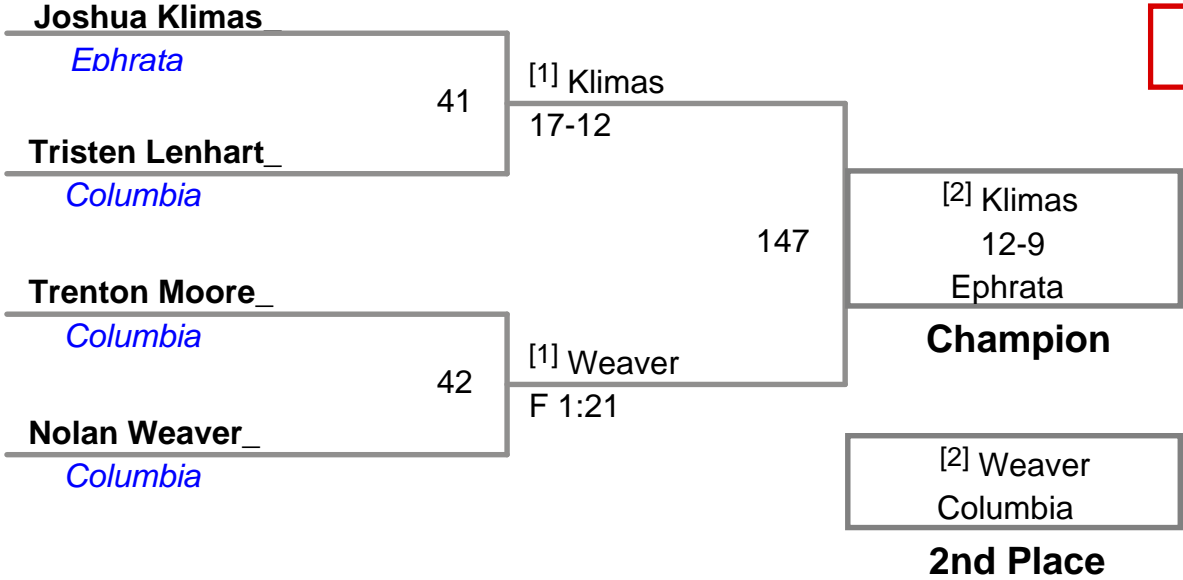 Joshua Klimas_
Ephrata
41
[1] Klimas
17-12
Tristen Lenhart_
Columbia
147
[2] Klimas
12-9
Ephrata
Champion
Trenton Moore_
Columbia
42
[1] Weaver
F 1:21
Nolan Weaver_
Columbia
[2] Weaver
Columbia
2nd Place